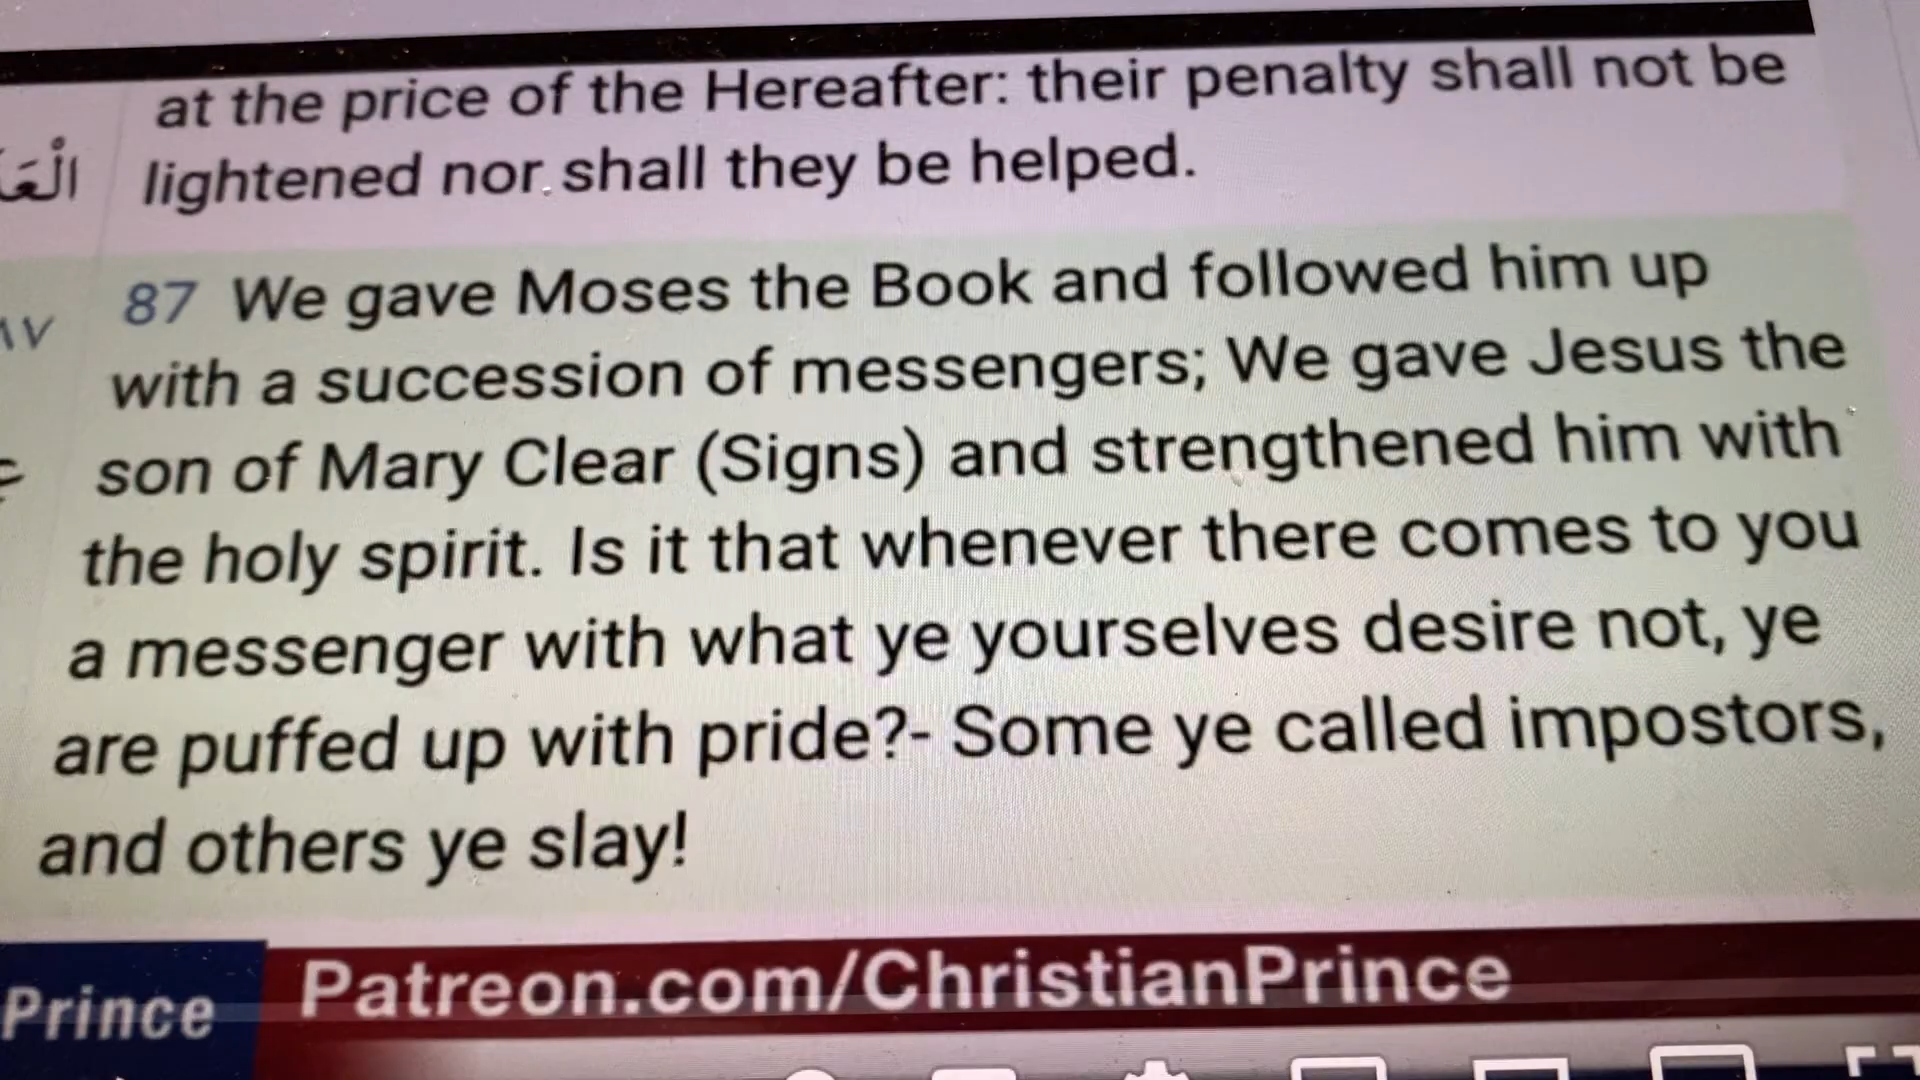 at the price of the Hereafter: their penalty shall not be
lightened nor shall they be helped.
87 We gave Moses the Book and followed him up
with a succession of messengers; We gave Jesus the
son of Mary Clear (Signs) and strengthened him with
the holy spirit. Is it that whenever there comes to you
a messenger with what ye yourselves desire not, ye
are puffed up with pride?- Some ye called impostors,
and others ye slay!
Prince
Patreon.com/ChristianPrince